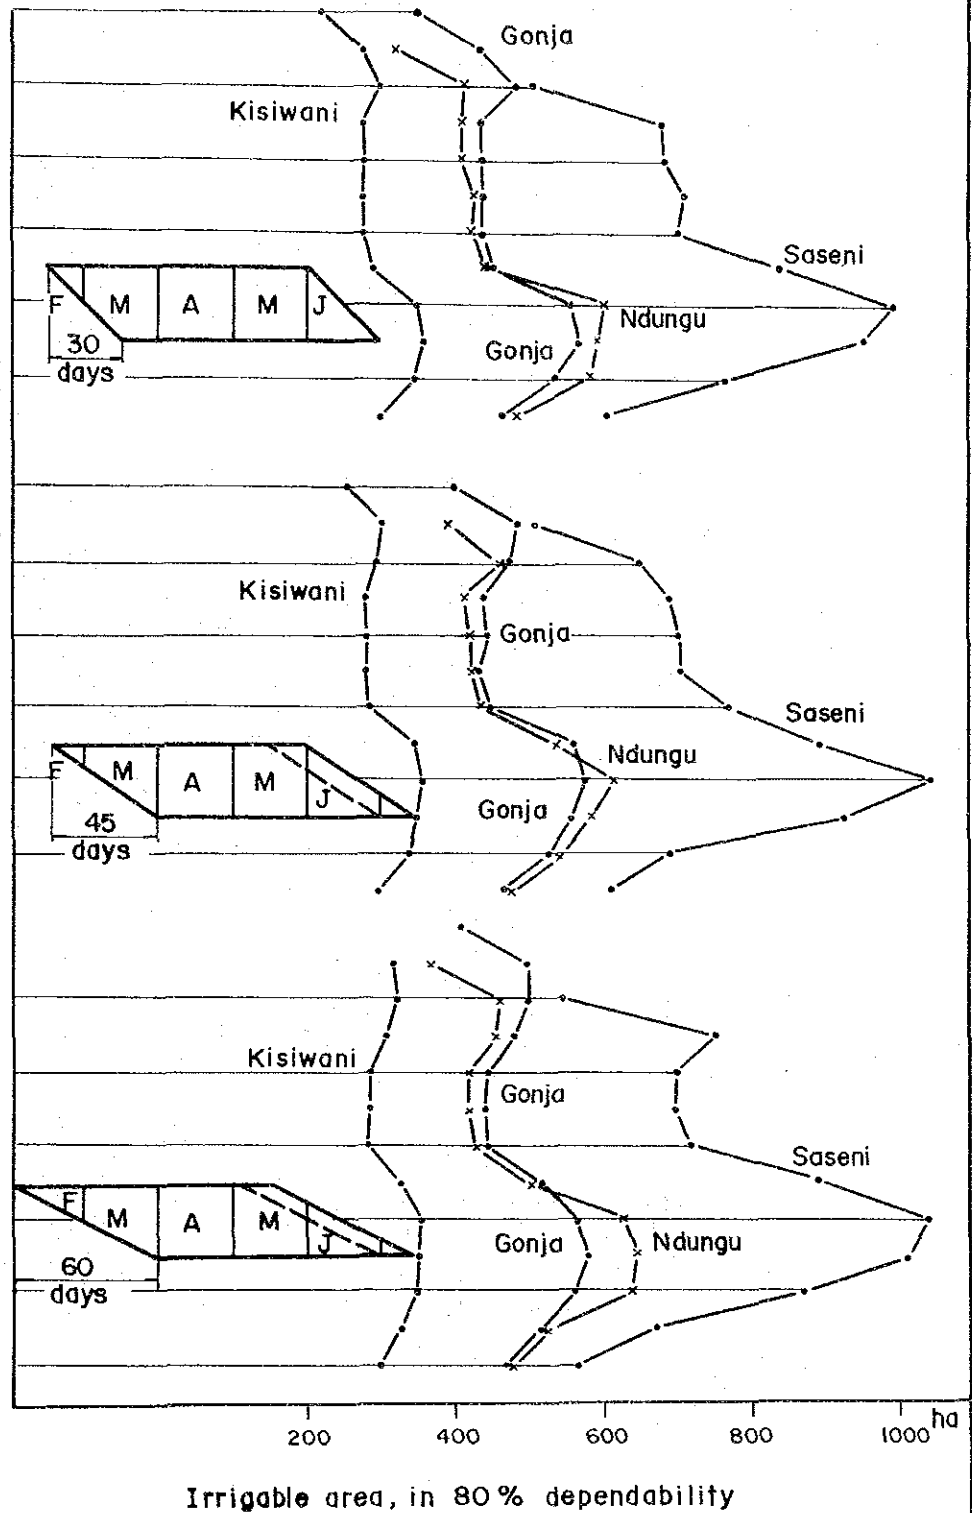 Gonja
Kisiwani
Saseni
F M A M J
30
days
Ndungu
Gonja
Kisiwani
Gonja
Saseni
F M A M J
45
days
Ndungu
Gonja
Kisiwani
Gonja
Saseni
F M A M J
60
days
Gonja Ndungu
200 400 600 800 1000 ha
Irrigable area, in 80 % dependability